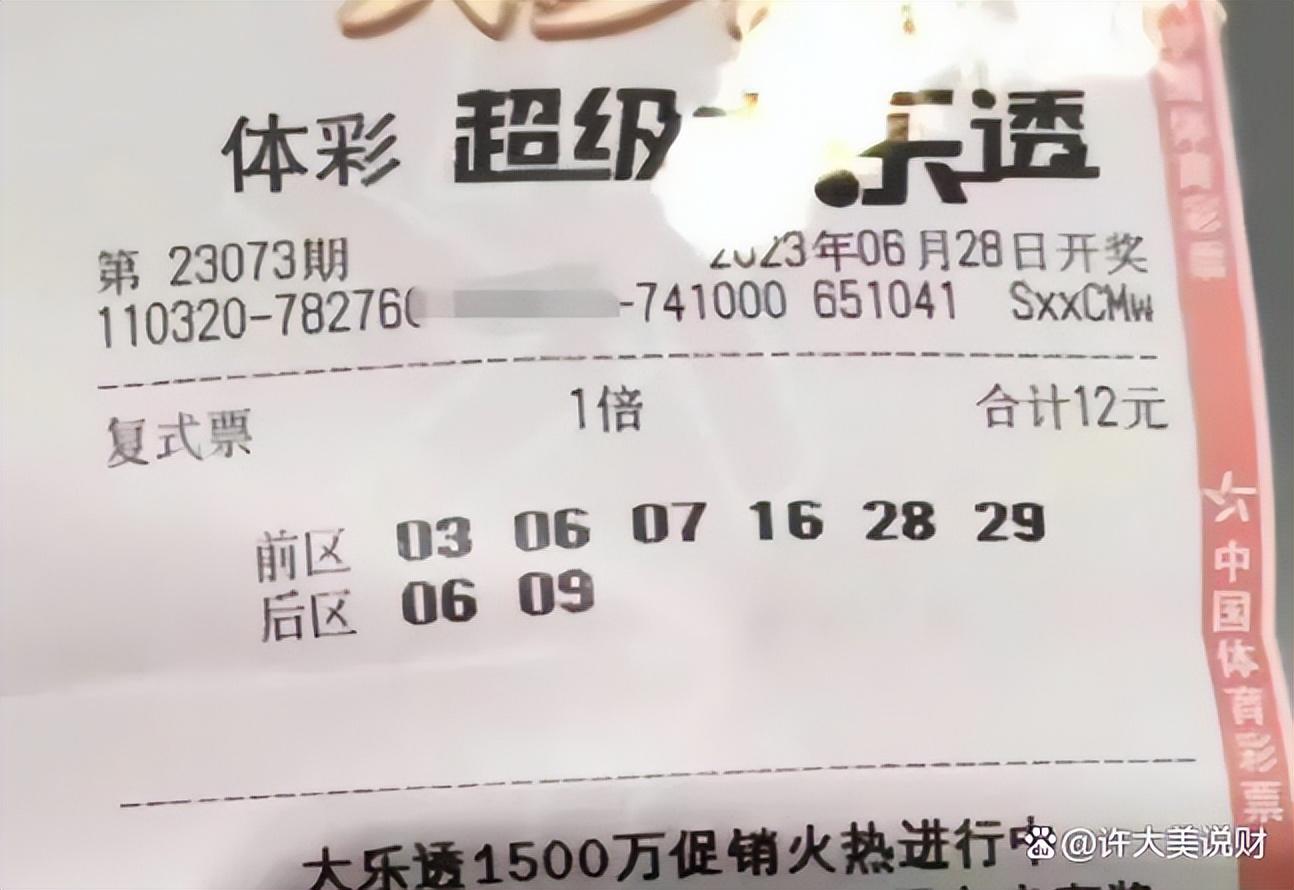 体彩 超级 乐透
第 23073期 2023年06月28日开奖
110320-78276 -741000 651041 SxxCMw
复式票 1倍 合计12元
前区 03 06 07 16 28 29
后区 06 09
大乐透1500万促销火热进行中
中国体育彩票
@许大美说财